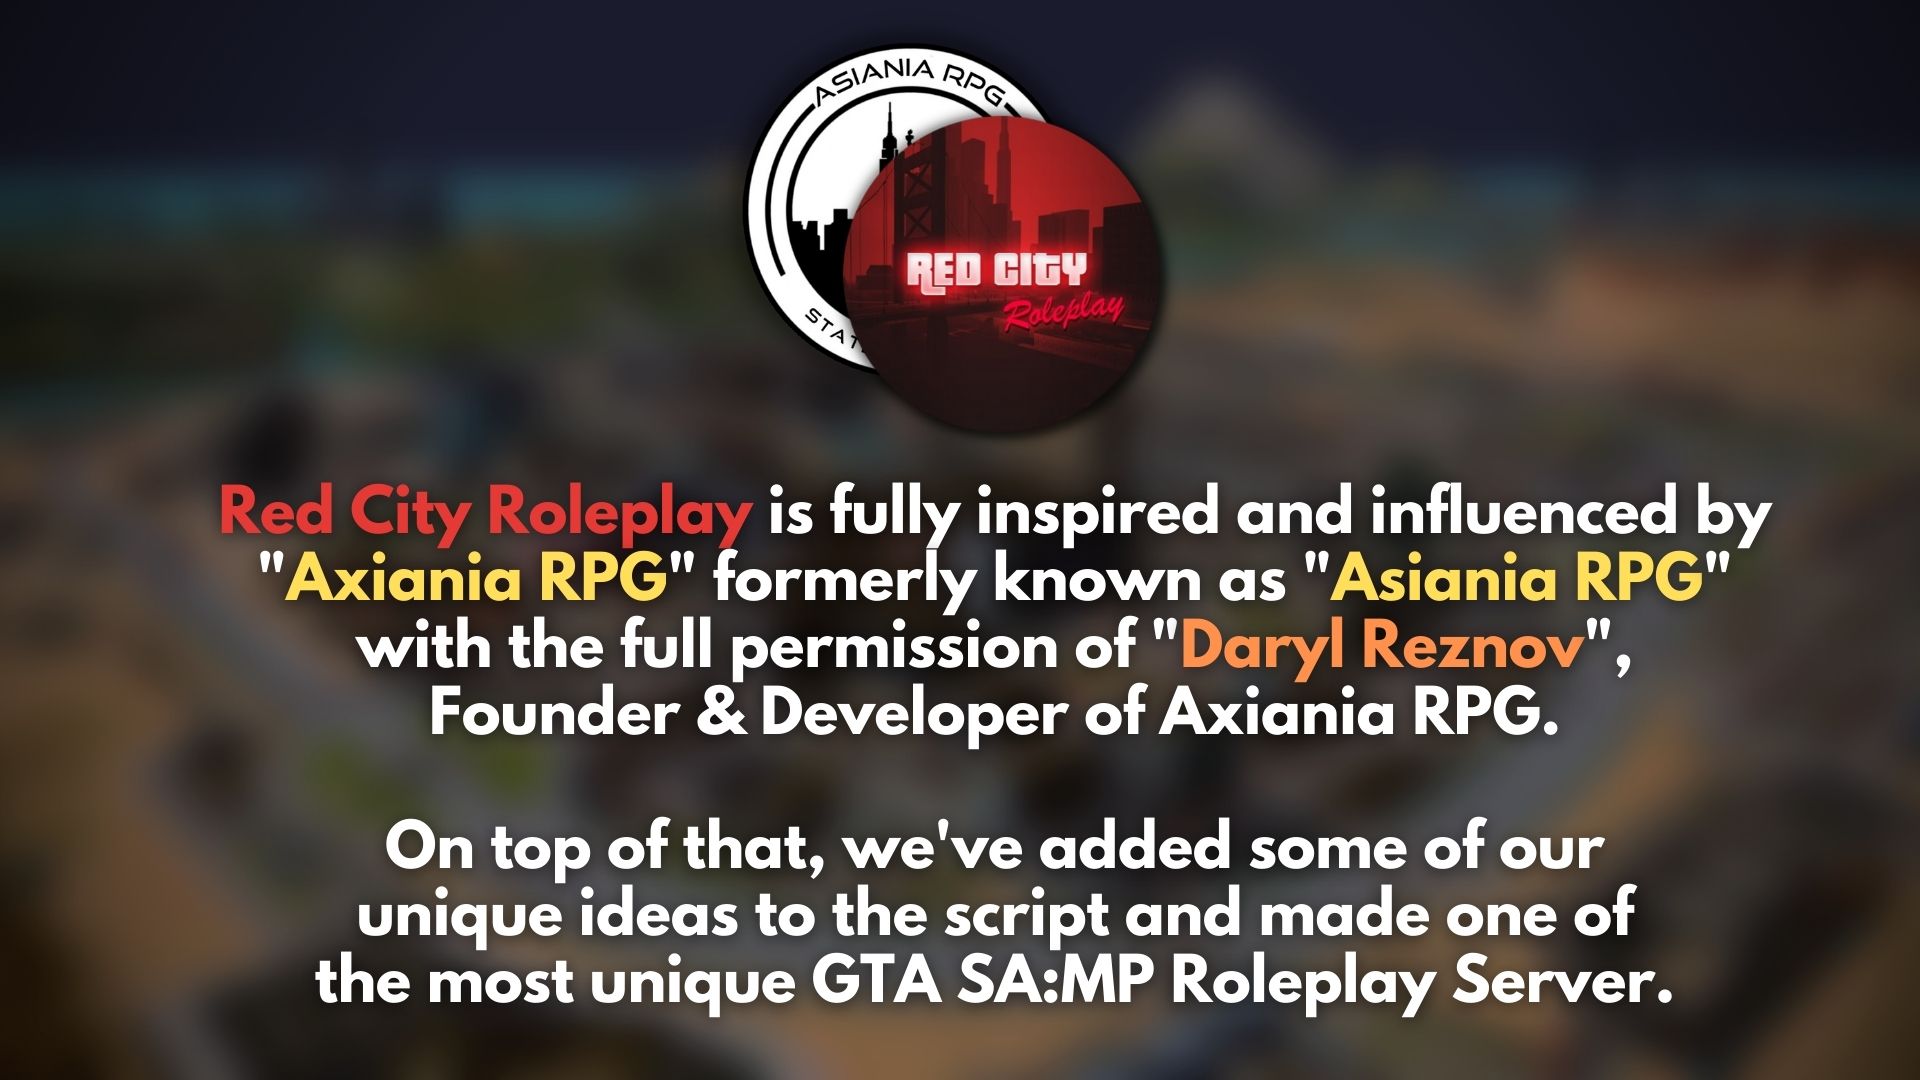 ASIANIA RPG
RED CITY
Roleplay
Red City Roleplay is fully inspired and influenced by
"Axiania RPG" formerly known as "Asiania RPG"
with the full permission of "Daryl Reznov",
Founder & Developer of Axiania RPG.
On top of that, we've added some of our
unique ideas to the script and made one of
the most unique GTA SA:MP Roleplay Server.